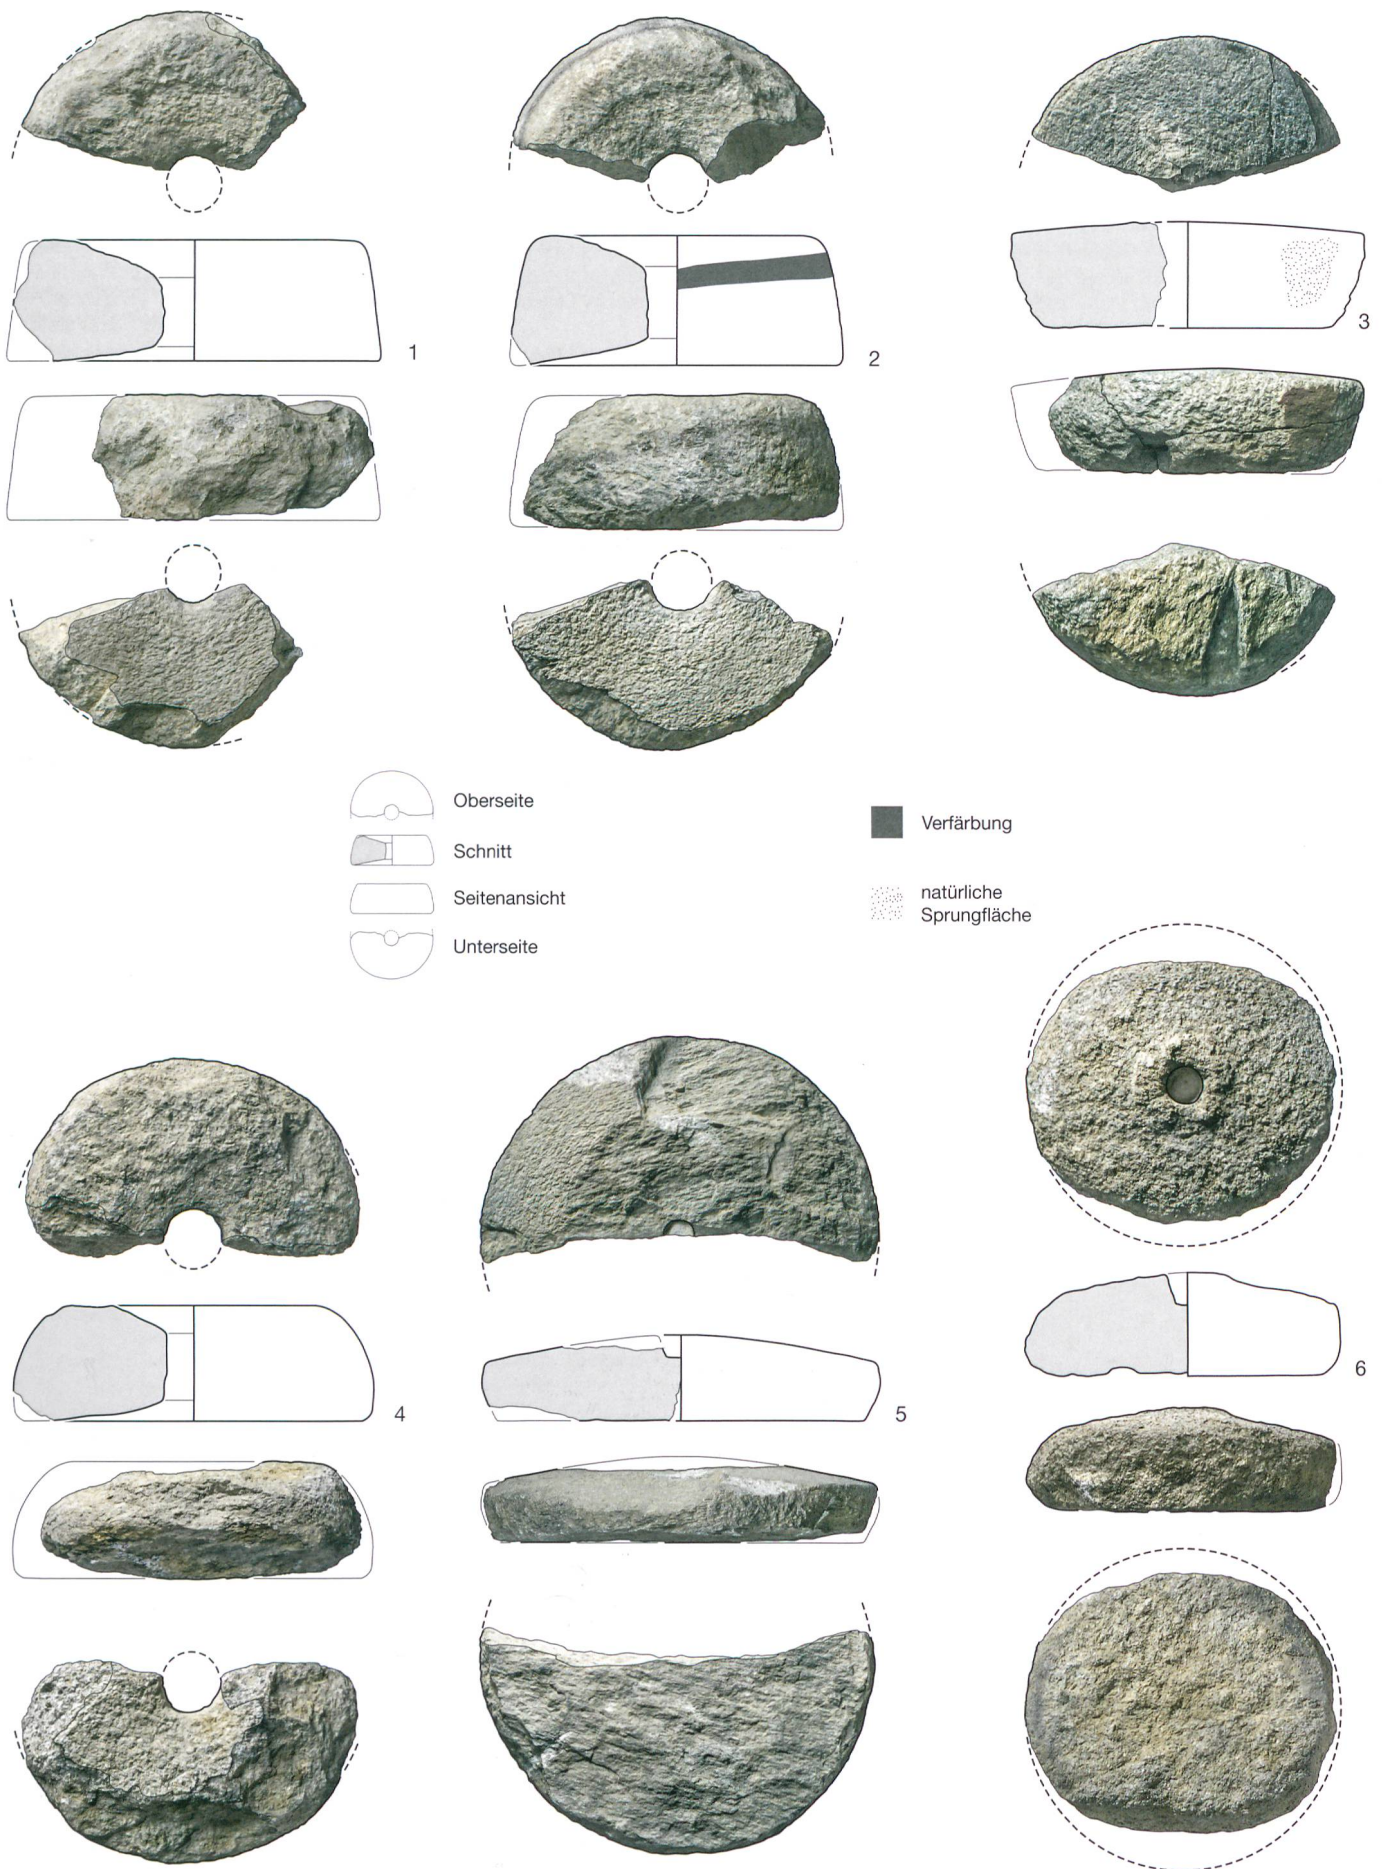 1
2
3
Oberseite
Schnitt
Seitenansicht
Unterseite
Verfärbung
natürliche
Sprungfläche
4
5
6